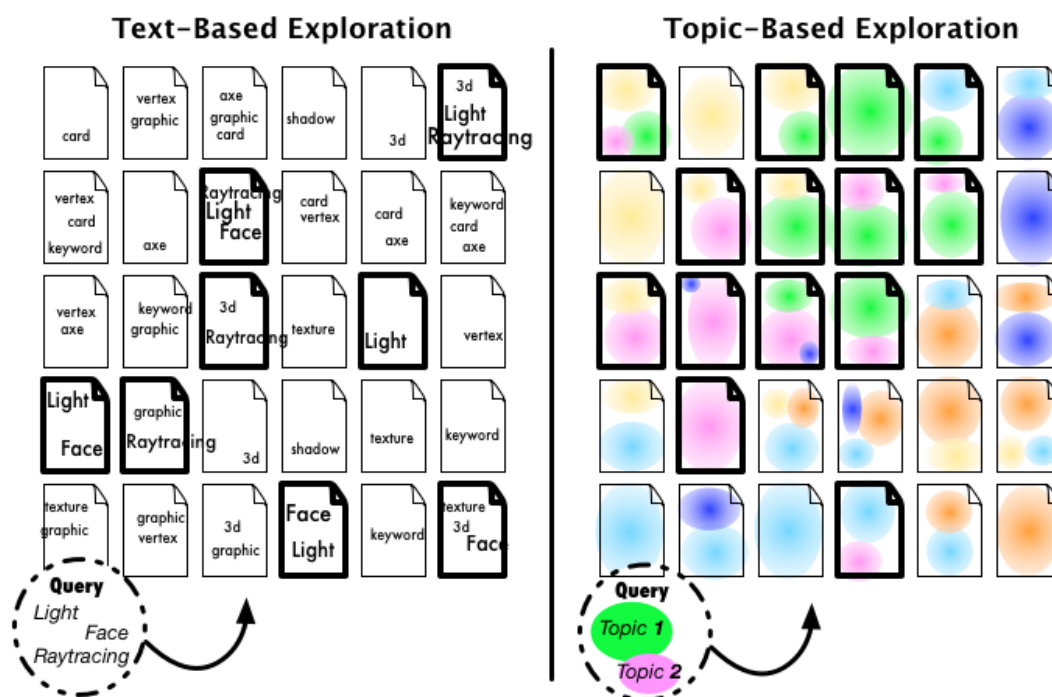 Text-Based Exploration
Topic-Based Exploration
card
vertex
graphic
axe
graphic
card
shadow
3d
3d
Light
Raytracing
vertex
card
keyword
axe
Raytracing
Light
Face
card
vertex
card
axe
keyword
card
axe
vertex
axe
keyword
graphic
3d
Raytracing
texture
Light
vertex
Light
Face
graphic
Raytracing
3d
shadow
texture
keyword
texture
graphic
graphic
vertex
3d
graphic
Face
Light
keyword
texture
3d
Face
Query
Light
Face
Raytracing
Query
Topic 1
Topic 2